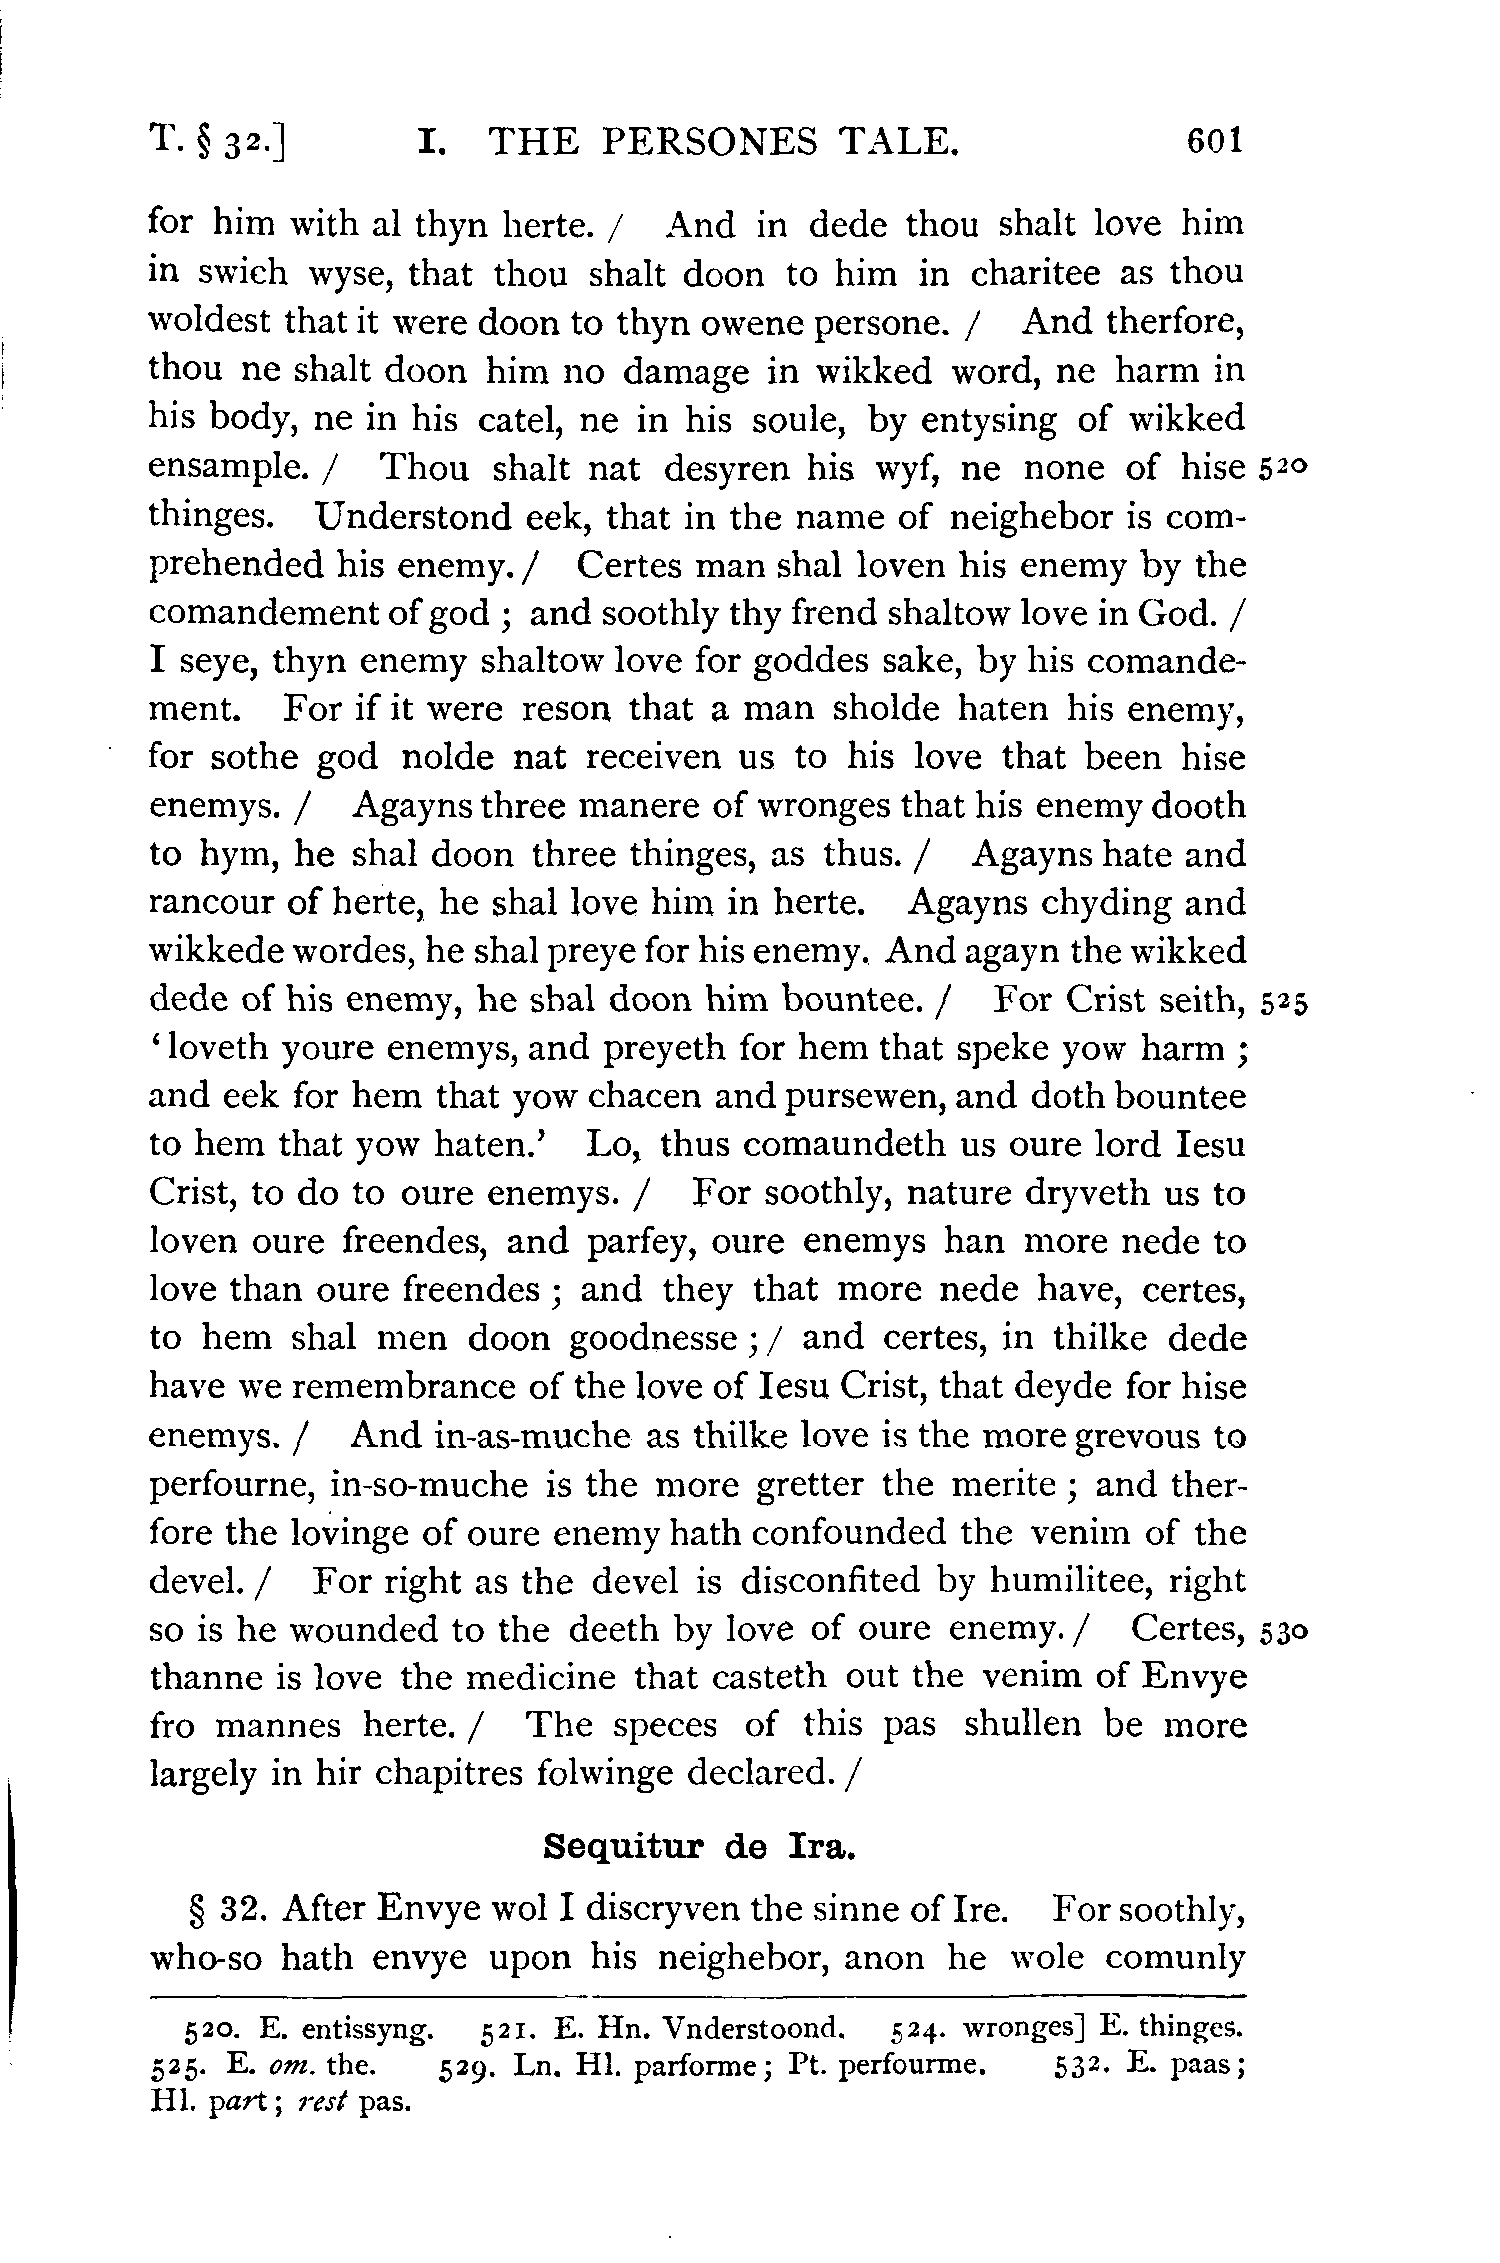 T. § 32.] I. THE PERSONES TALE. 601
for him with al thyn herte. / And in dede thou shalt love him
in swich wyse, that thou shalt doon to him in charitee as thou
woldest that it were doon to thyn owene persone. / And therfore,
thou ne shalt doon him no damage in wikked word, ne harm in
his body, ne in his catel, ne in his soule, by entysing of wikked
ensample. / Thou shalt nat desyren his wyf, ne none of hise 520
thinges. Understond eek, that in the name of neighebor is com-
prehended his enemy. / Certes man shal loven his enemy by the
comandement of god ; and soothly thy frend shaltow love in God. /
I seye, thyn enemy shaltow love for goddes sake, by his comande-
ment. For if it were reson that a man sholde haten his enemy,
for sothe god nolde nat receiven us to his love that been hise
enemys. / Agayns three manere of wronges that his enemy dooth
to hym, he shal doon three thinges, as thus. / Agayns hate and
rancour of herte, he shal love him in herte. Agayns chyding and
wikkede wordes, he shal preye for his enemy. And agayn the wikked
dede of his enemy, he shal doon him bountee. / For Crist seith, 525
‘loveth youre enemys, and preyeth for hem that speke yow harm ;
and eek for hem that yow chacen and pursewen, and doth bountee
to hem that yow haten.’ Lo, thus comaundeth us oure lord Iesu
Crist, to do to oure enemys. / For soothly, nature dryveth us to
loven oure freendes, and parfey, oure enemys han more nede to
love than oure freendes ; and they that more nede have, certes,
to hem shal men doon goodnesse ; / and certes, in thilke dede
have we remembrance of the love of Iesu Crist, that deyde for hise
enemys. / And in-as-muche as thilke love is the more grevous to
perfourne, in-so-muche is the more gretter the merite ; and ther-
fore the lovinge of oure enemy hath confounded the venim of the
devel. / For right as the devel is disconfited by humilitee, right
so is he wounded to the deeth by love of oure enemy. / Certes, 530
thanne is love the medicine that casteth out the venim of Envye
fro mannes herte. / The speces of this pas shullen be more
largely in hir chapitres folwinge declared. /
Sequitur de Ira.
§ 32. After Envye wol I discryven the sinne of Ire. For soothly,
who-so hath envye upon his neighebor, anon he wole comunly
520. E. entissyng. 521. E. Hn. Vnderstoond. 524. wronges] E. thinges.
525. E. om. the. 529. Ln. Hl. parforme; Pt. perfourme. 532. E. paas;
Hl. part; rest pas.